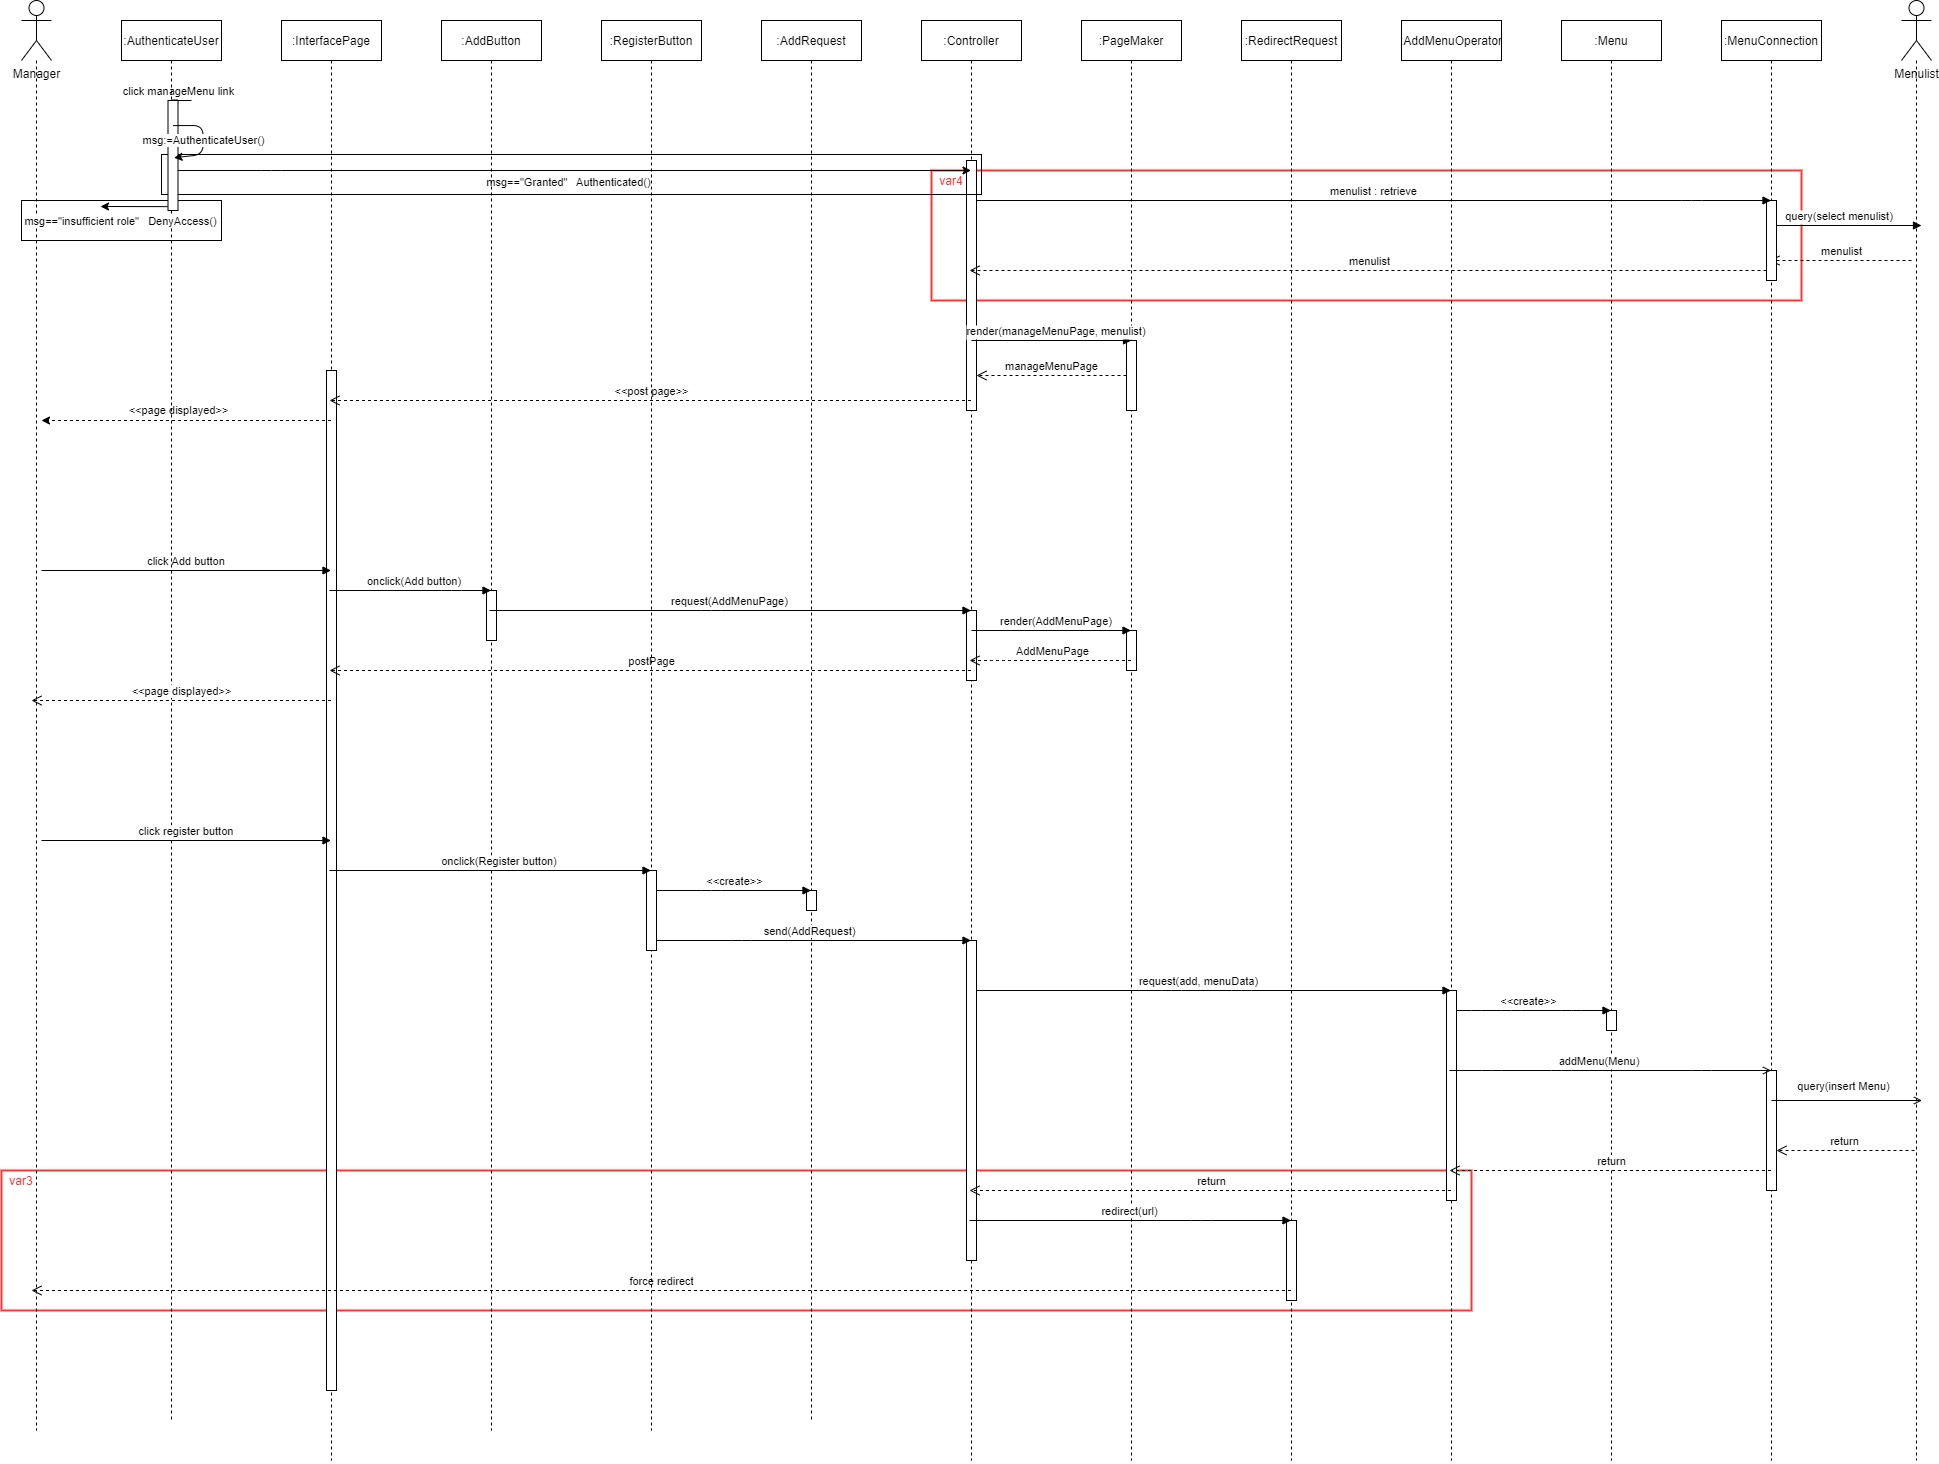 :AuthenticateUser
:InterfacePage
:AddButton
:RegisterButton
:AddRequest
:Controller
:PageMaker
:RedirectRequest
:AddMenuOperator
:Menu
:MenuConnection
Manager
Menulist
click manageMenu link
msg:=AuthenticateUser()
msg=="Granted"   Authenticated()
var4
menulist : retrieve
msg=="insufficient role"   DenyAccess()
query(select menulist)
menulist
menulist
render(manageMenuPage, menulist)
manageMenuPage
<<post page>>
<<page displayed>>
click Add button
onclick(Add button)
request(AddMenuPage)
render(AddMenuPage)
AddMenuPage
postPage
<<page displayed>>
click register button
onclick(Register button)
<<create>>
send(AddRequest)
request(add, menuData)
<<create>>
addMenu(Menu)
query(insert Menu)
return
return
var3
return
redirect(url)
force redirect